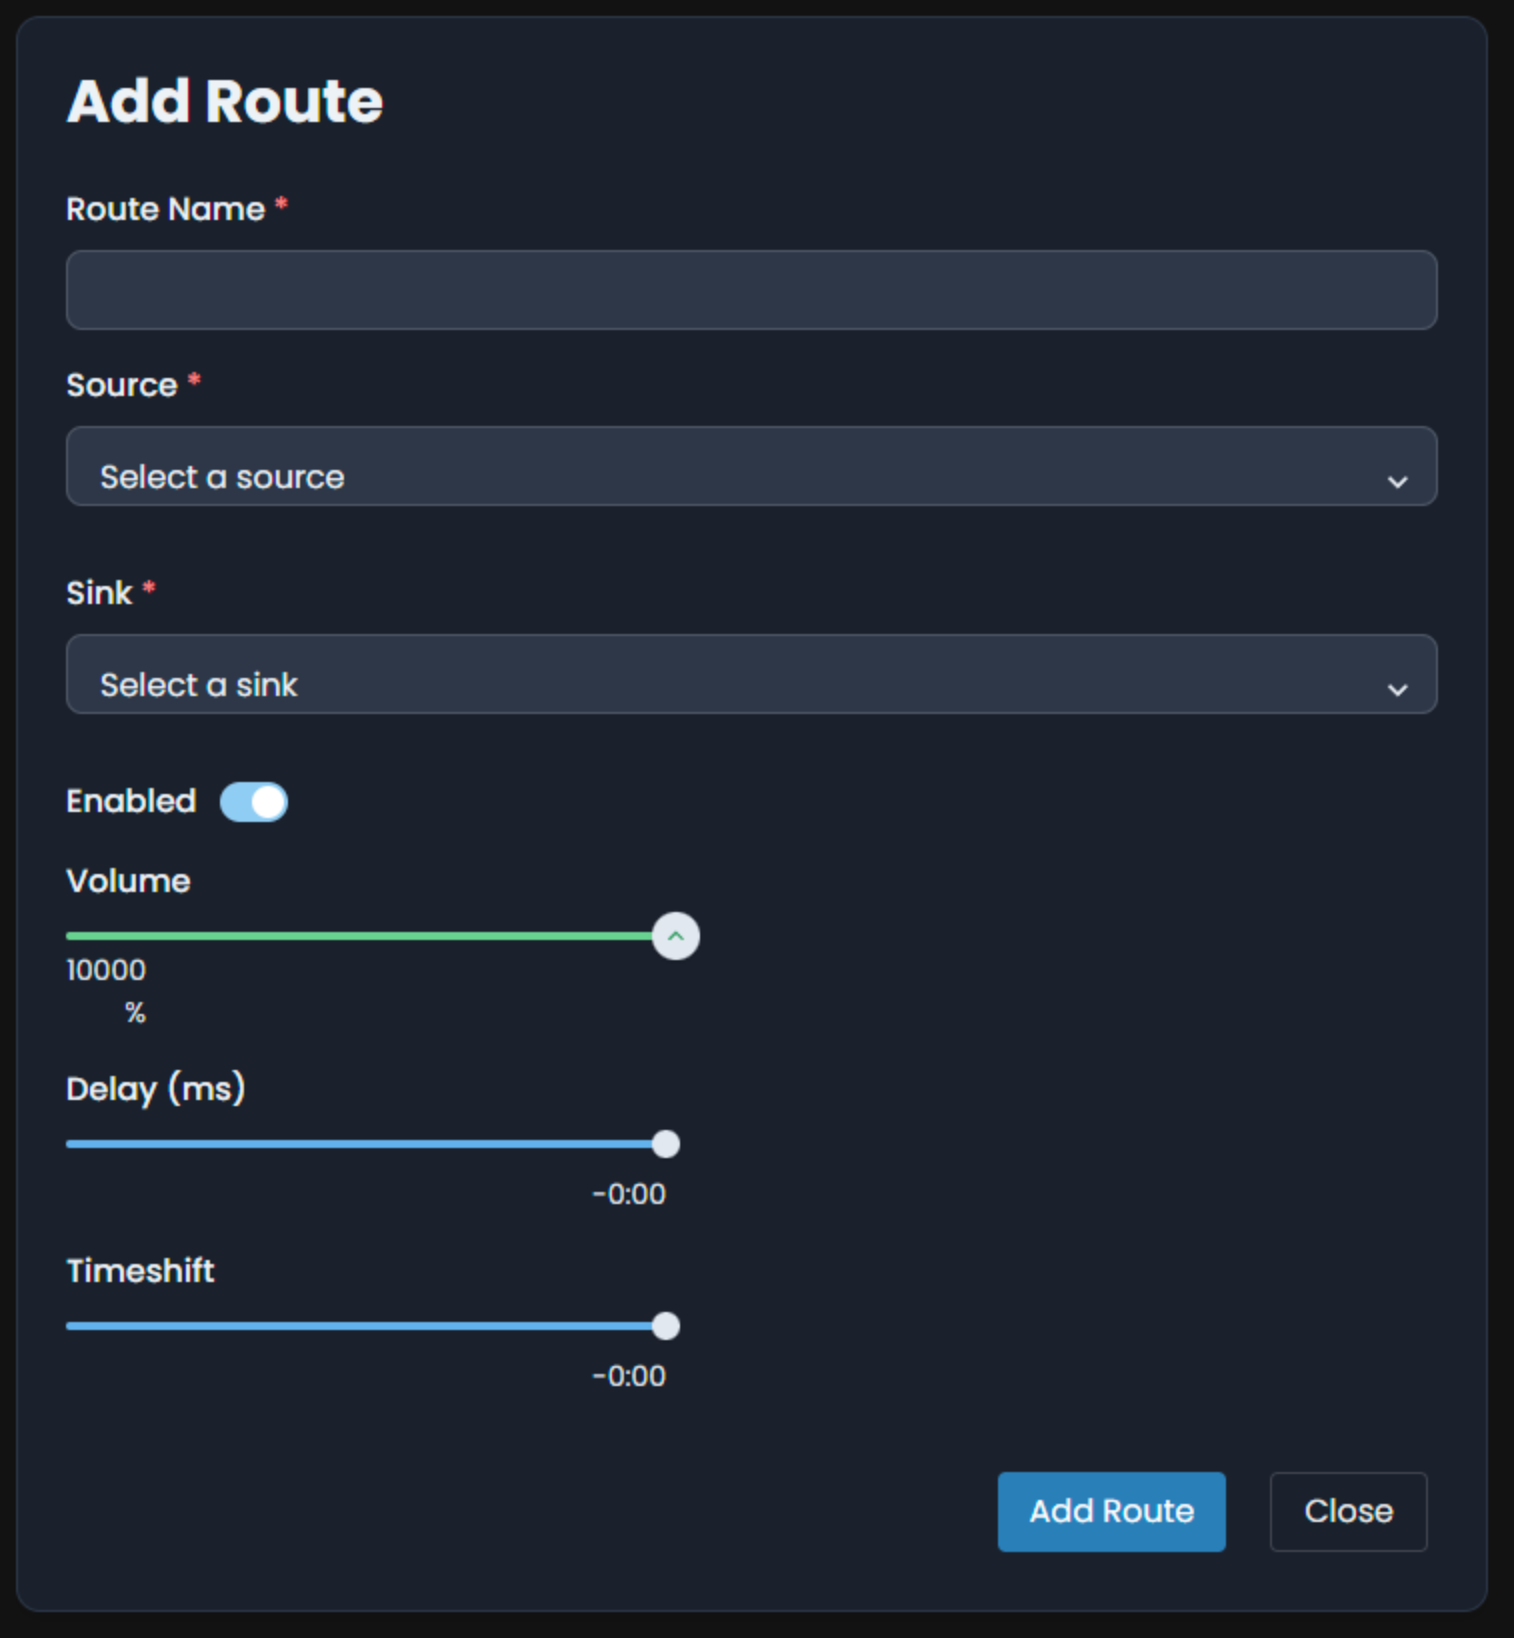 Add Route
Route Name *
Source *
Select a source
Sink *
Select a sink
Enabled
Volume
10000
%
Delay (ms)
-0:00
Timeshift
-0:00
Add Route
Close